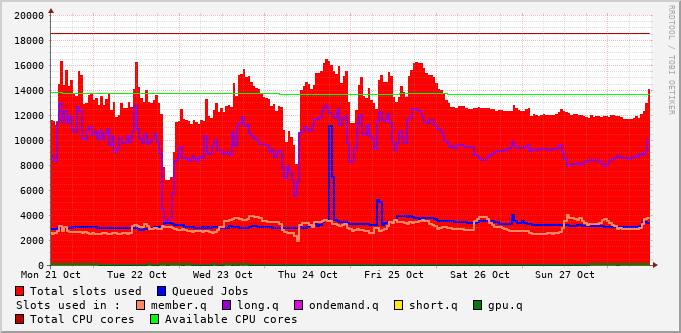 20000
18000
16000
14000
12000
10000
8000
6000
4000
2000
0
Mon 21 Oct Tue 22 Oct Wed 23 Oct Thu 24 Oct Fri 25 Oct Sat 26 Oct Sun 27 Oct
Total slots used Queued Jobs
Slots used in : member.q long.q ondemand.q short.q gpu.q
Total CPU cores Available CPU cores
RRDTOOL / TOBI OETIKER